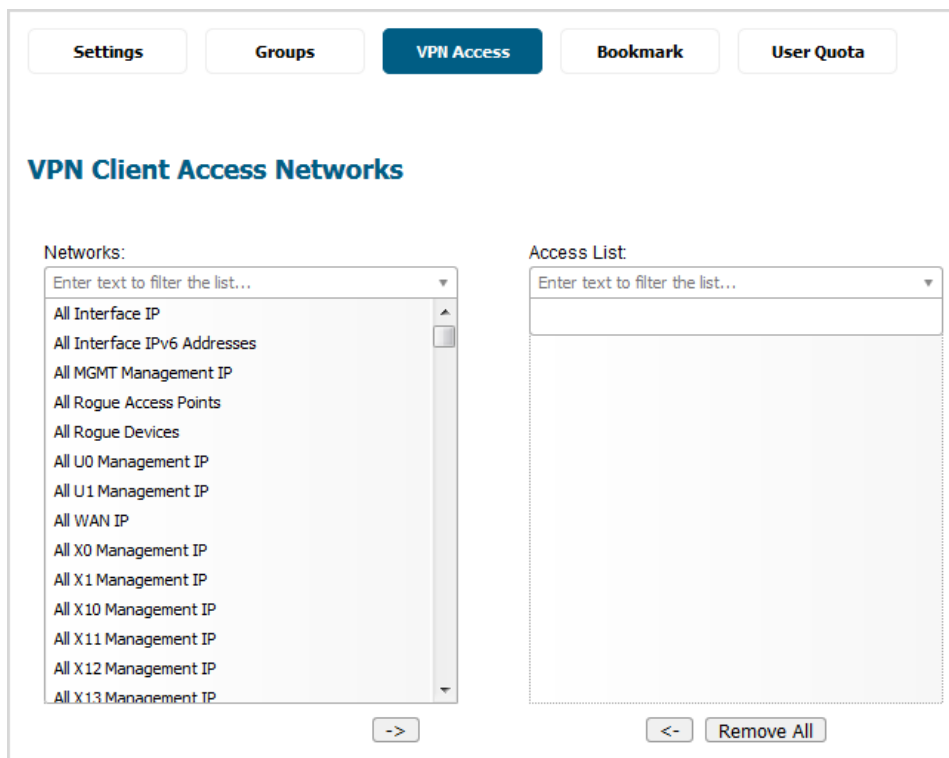 Settings Groups VPN Access Bookmark User Quota
VPN Client Access Networks
Networks:
Enter text to filter the list...
All Interface IP
All Interface IPv6 Addresses
All MGMT Management IP
All Rogue Access Points
All Rogue Devices
All U0 Management IP
All U1 Management IP
All WAN IP
All X0 Management IP
All X1 Management IP
All X10 Management IP
All X11 Management IP
All X12 Management IP
All X13 Management IP
->
Access List:
Enter text to filter the list...
<- Remove All